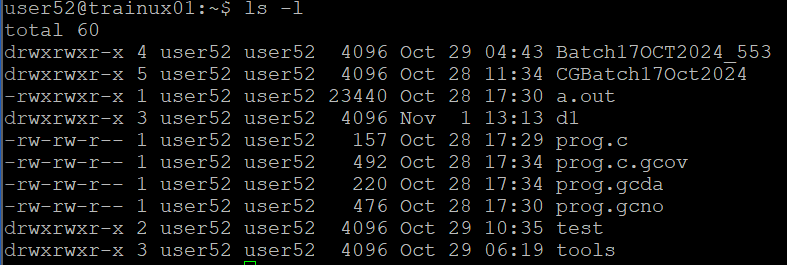 user52@trainux01:~$ ls -l
total 60
drwxrwxr-x 4 user52 user52  4096 Oct 29 04:43 Batch17OCT2024_553
drwxrwxr-x 5 user52 user52  4096 Oct 28 11:34 CGBatch17Oct2024
-rwxrwxr-x 1 user52 user52 23440 Oct 28 17:30 a.out
drwxrwxr-x 3 user52 user52  4096 Nov  1 13:13 d1
-rw-rw-r-- 1 user52 user52   157 Oct 28 17:29 prog.c
-rw-rw-r-- 1 user52 user52   492 Oct 28 17:34 prog.c.gcov
-rw-rw-r-- 1 user52 user52   220 Oct 28 17:34 prog.gcda
-rw-rw-r-- 1 user52 user52   476 Oct 28 17:30 prog.gcno
drwxrwxr-x 2 user52 user52  4096 Oct 29 10:35 test
drwxrwxr-x 3 user52 user52  4096 Oct 29 06:19 tools